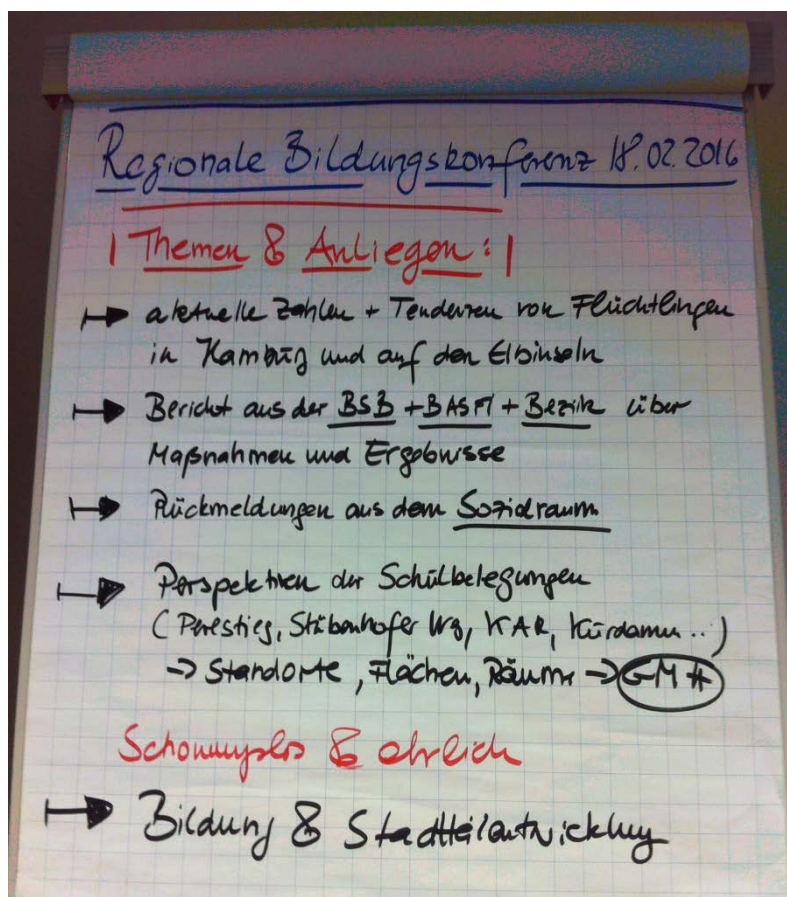 Regionale Bildungskonferenz 18.02.2016
| Themen & Anliegen: |
→ aktuelle Zahlen + Tendenzen von Flüchtlingen
in Hamburg und auf den Elbinseln
→ Bericht aus der BSB + BASFI + Bezirk über
Maßnahmen und Ergebnisse
→ Rückmeldungen aus dem Sozialraum
→ Perspektiven der Schulbelegungen
(Perestieg, Stübenhofer Weg, KAR, Kurdamm..)
→ Standorte, Flächen, Räume → GMH
Schonungslos & ehrlich
→ Bildung & Stadtteilentwicklung